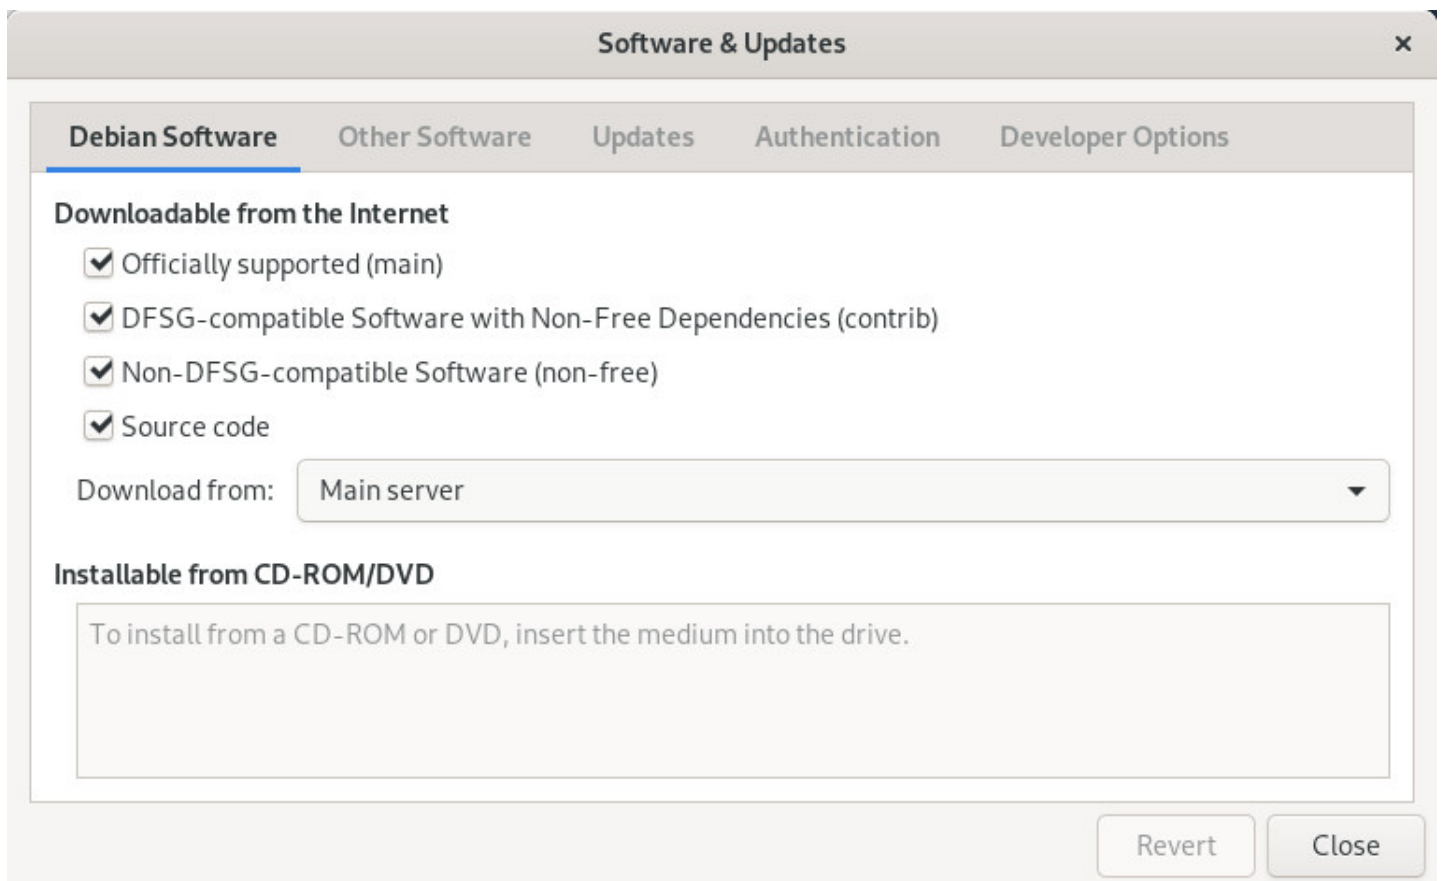 Software & Updates
Debian Software Other Software Updates Authentication Developer Options
Downloadable from the Internet
Officially supported (main)
DFSG-compatible Software with Non-Free Dependencies (contrib)
Non-DFSG-compatible Software (non-free)
Source code
Download from: Main server
Installable from CD-ROM/DVD
To install from a CD-ROM or DVD, insert the medium into the drive.
Revert Close